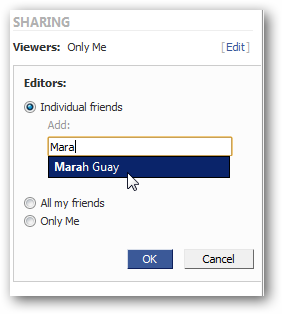 SHARING
Viewers: Only Me [Edit]
Editors:
Individual friends
Add:
Mara
Marah Guay
All my friends
Only Me
OK Cancel